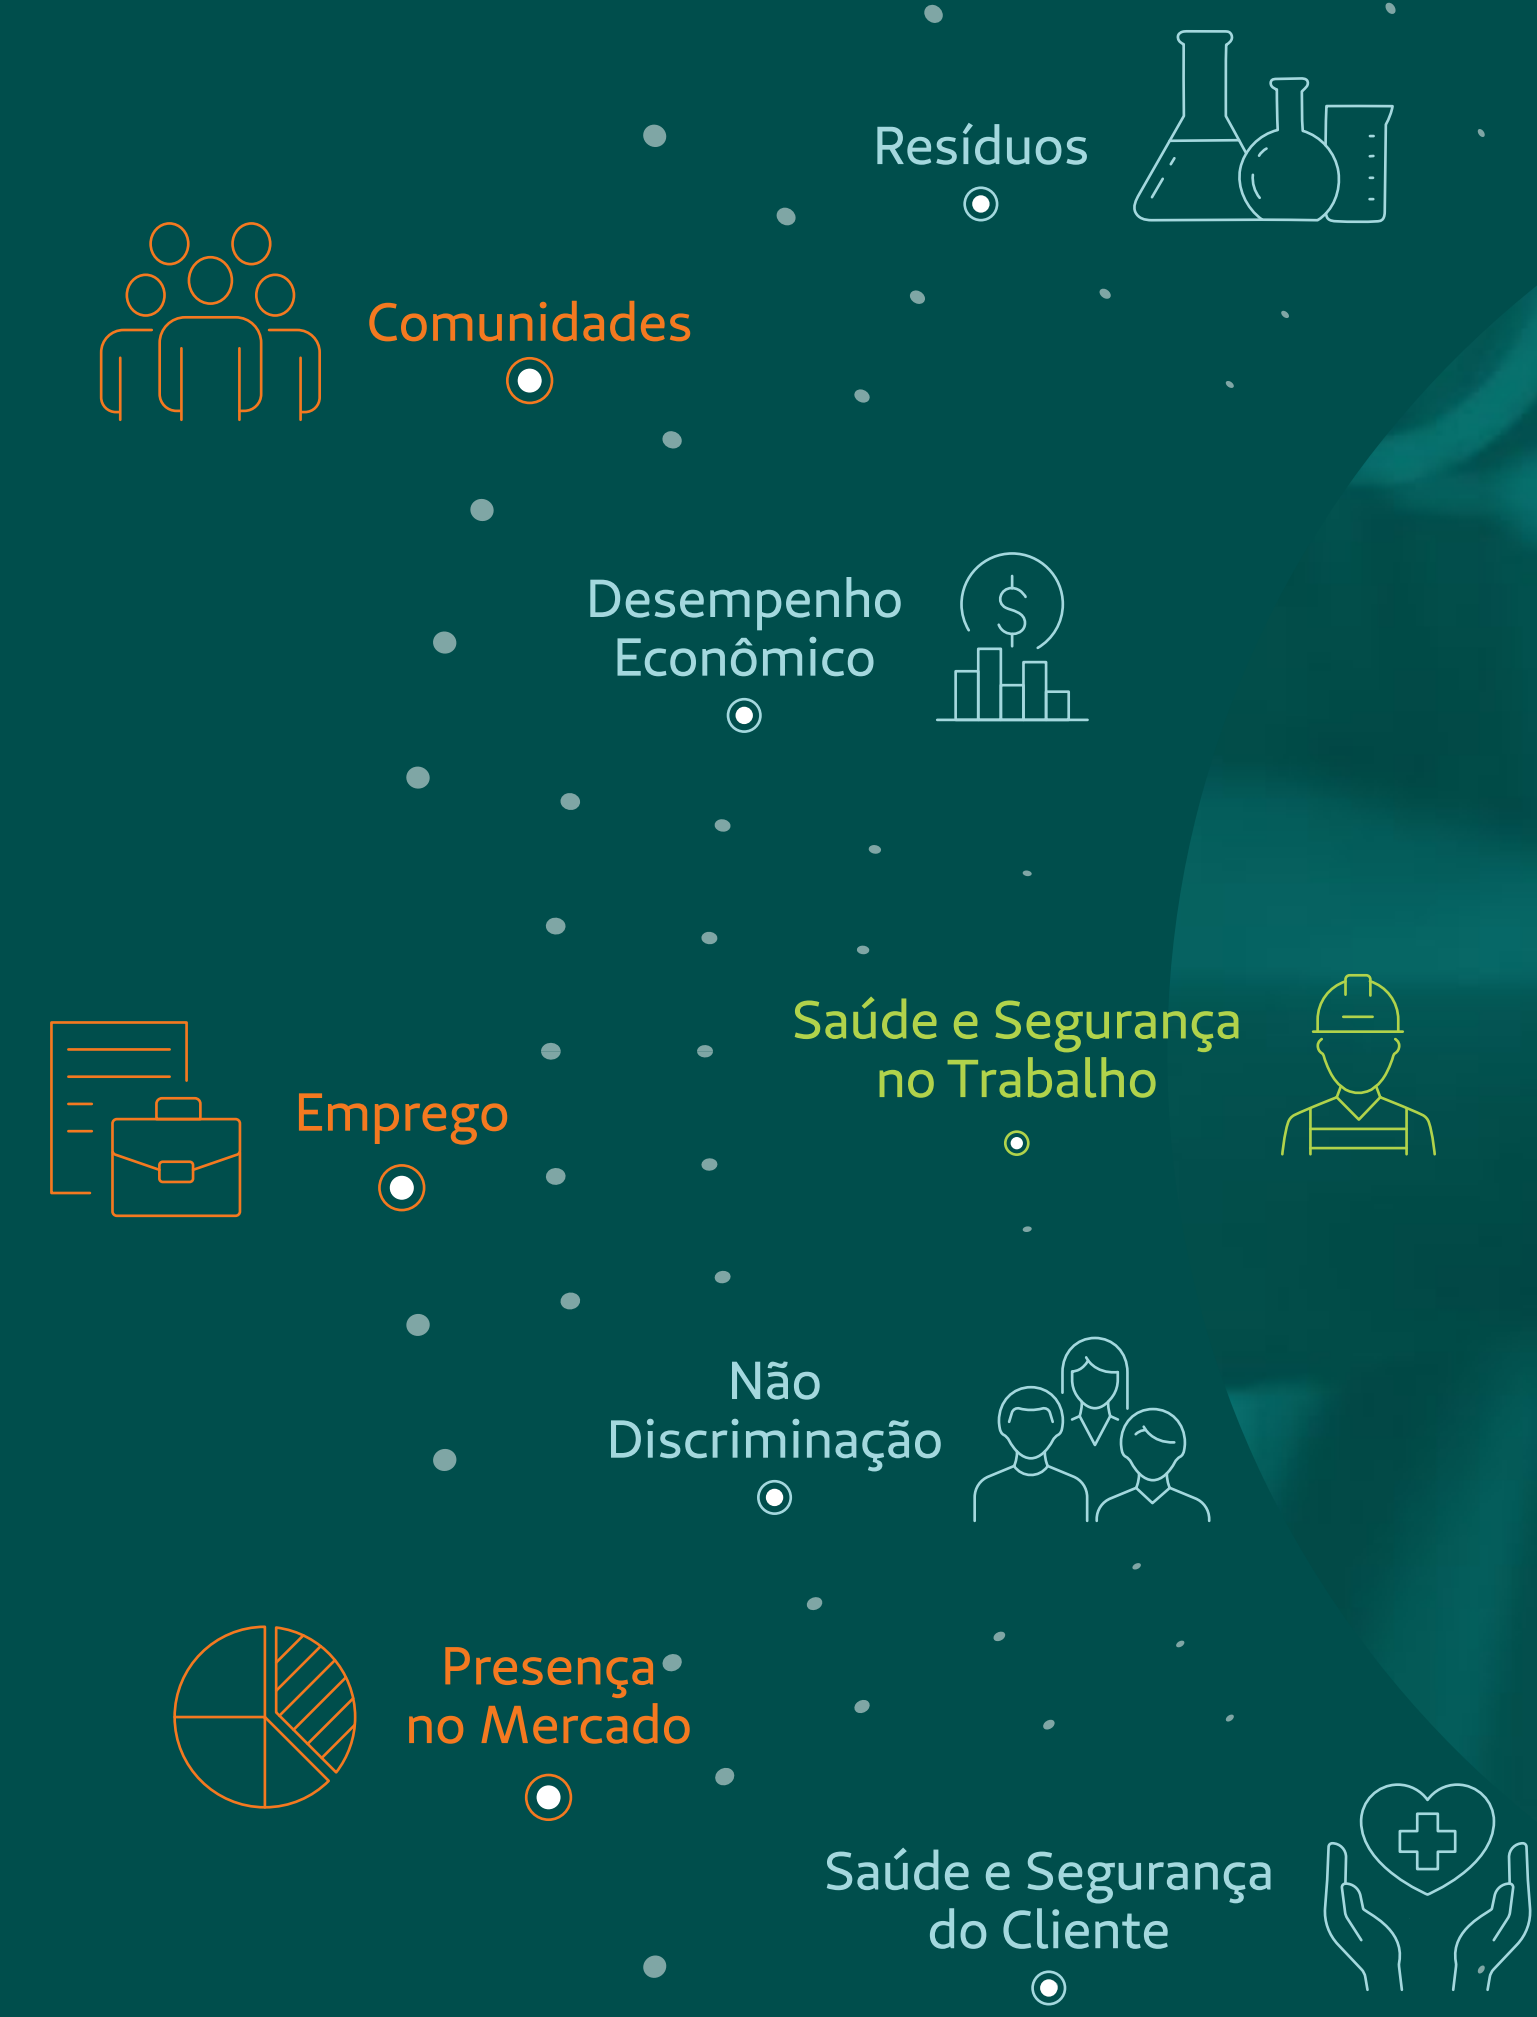 Resíduos
Comunidades
Desempenho
Econômico
Saúde e Segurança
no Trabalho
Emprego
Não
Discriminação
Presença
no Mercado
Saúde e Segurança
do Cliente